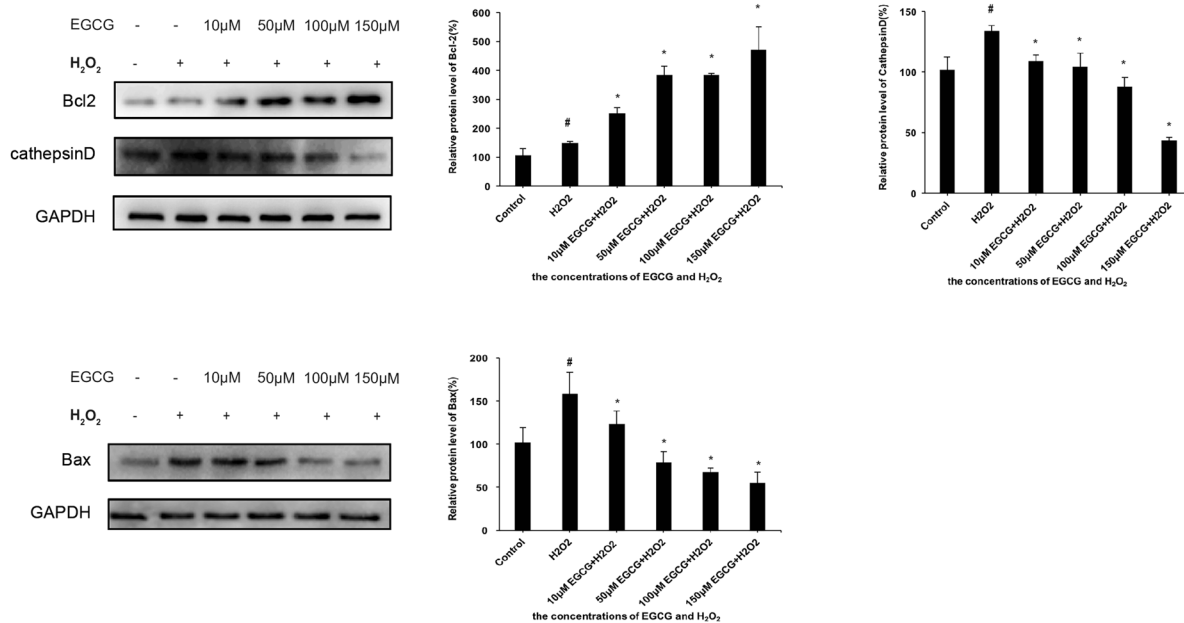 EGCG - - 10µM 50µM 100µM 150µM
H₂O₂ - + + + + +
Bcl2
cathepsinD
GAPDH
Relative protein level of Bcl-2(%)
700
600
500
400
300
200
100
0
# * * * *
Control H2O2 10µM EGCG+H2O2 50µM EGCG+H2O2 100µM EGCG+H2O2 150µM EGCG+H2O2
the concentrations of EGCG and H₂O₂
Relative protein level of CathepsinD(%)
150
100
50
0
# * * * *
Control H2O2 10µM EGCG+H2O2 50µM EGCG+H2O2 100µM EGCG+H2O2 150µM EGCG+H2O2
the concentrations of EGCG and H₂O₂
EGCG - - 10µM 50µM 100µM 150µM
H₂O₂ - + + + + +
Bax
GAPDH
Relative protein level of Bax(%)
200
150
100
50
0
# * * * *
Control H2O2 10µM EGCG+H2O2 50µM EGCG+H2O2 100µM EGCG+H2O2 150µM EGCG+H2O2
the concentrations of EGCG and H₂O₂